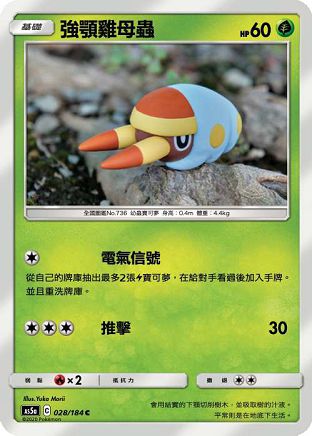 基礎 強顎雞母蟲 HP 60
全國圖鑑No.736 幼蟲寶可夢 身高：0.4m 體重：4.4kg
電氣信號
從自己的牌庫抽出最多2張寶可夢，在給對手看過後加入手牌。
並且重洗牌庫。
推擊 30
弱點 ×2 抵抗力 撤退
Illus.Yuka Morii
AS5a C 028/184 C
©2020 Pokémon
會用結實的下顎切削樹木，並吸取樹的汁液。
平常則是在地底下生活。